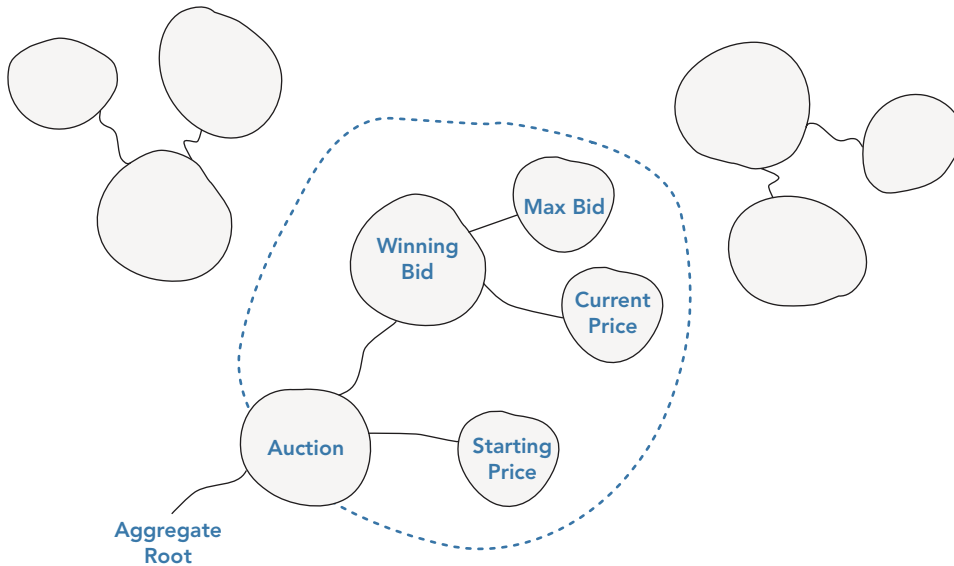 Max Bid
Winning
Bid
Current
Price
Auction
Starting
Price
Aggregate
Root